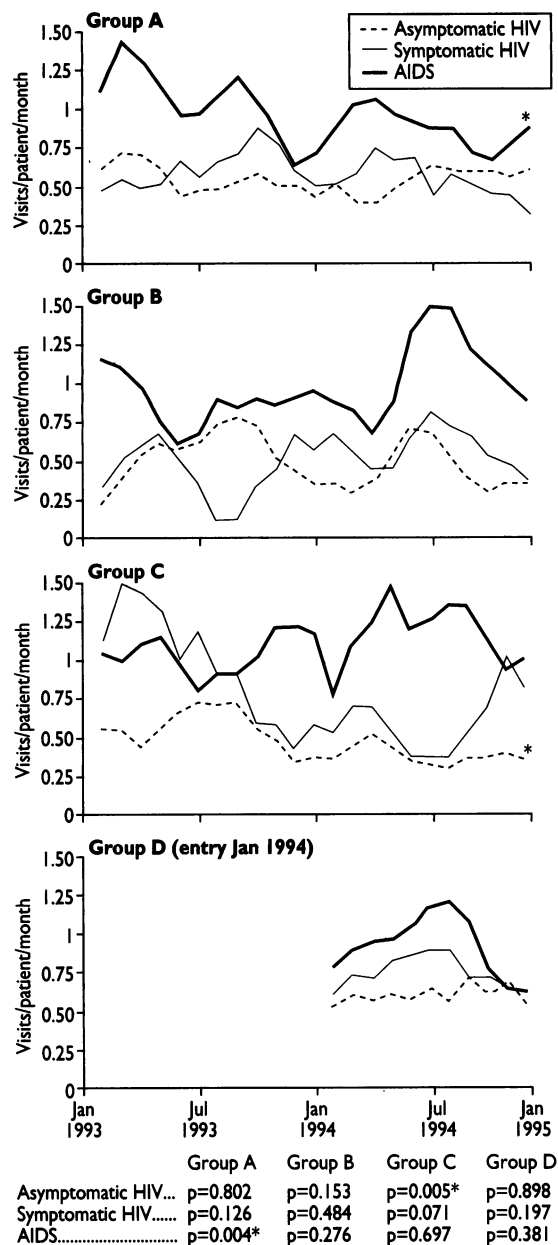 Group A
Asymptomatic HIV
Symptomatic HIV
AIDS
Visits/patient/month
1.50
1.25
1
0.75
0.50
0.25
0
*
Group B
Visits/patient/month
1.50
1.25
1
0.75
0.50
0.25
0
Group C
Visits/patient/month
1.50
1.25
1
0.75
0.50
0.25
0
*
Group D (entry Jan 1994)
Visits/patient/month
1.50
1.25
1
0.75
0.50
0.25
0
Jan 1993
Jul 1993
Jan 1994
Jul 1994
Jan 1995
Group A Group B Group C Group D
Asymptomatic HIV... p=0.802 p=0.153 p=0.005* p=0.898
Symptomatic HIV...... p=0.126 p=0.484 p=0.071 p=0.197
AIDS............................ p=0.004* p=0.276 p=0.697 p=0.381